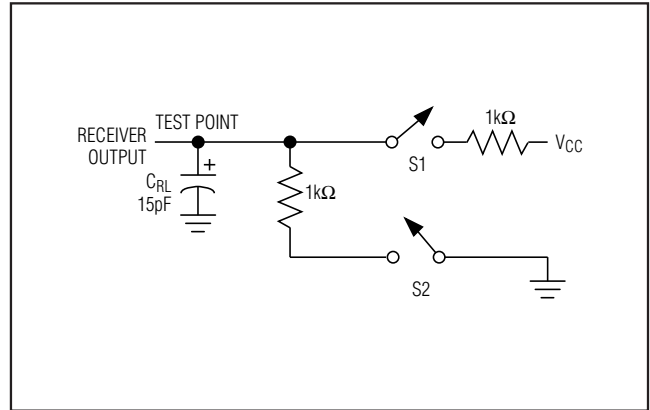 1kΩ
TEST POINT
RECEIVER
OUTPUT
V_CC
S1
+
C_RL
15pF
1kΩ
S2